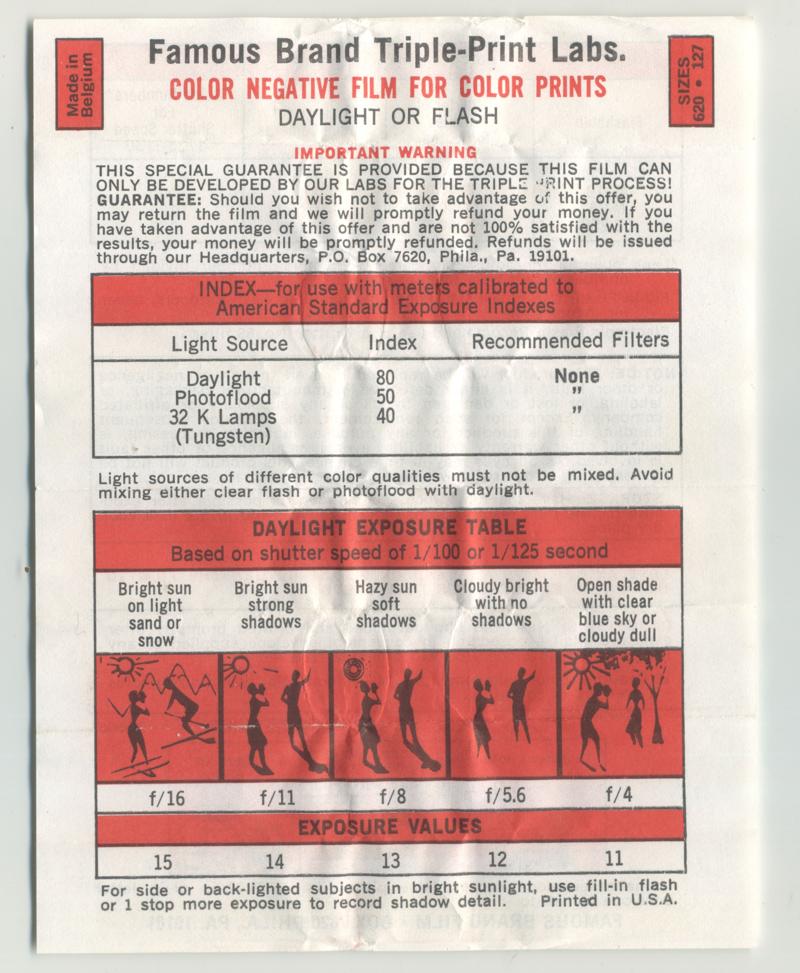 Made in
Belgium
Famous Brand Triple-Print Labs.
SIZES
620 • 127
COLOR NEGATIVE FILM FOR COLOR PRINTS
DAYLIGHT OR FLASH
IMPORTANT WARNING
THIS SPECIAL GUARANTEE IS PROVIDED BECAUSE THIS FILM CAN
ONLY BE DEVELOPED BY OUR LABS FOR THE TRIPLE PRINT PROCESS!
GUARANTEE: Should you wish not to take advantage of this offer, you
may return the film and we will promptly refund your money. If you
have taken advantage of this offer and are not 100% satisfied with the
results, your money will be promptly refunded. Refunds will be issued
through our Headquarters, P.O. Box 7620, Phila., Pa. 19101.
INDEX—for use with meters calibrated to
American Standard Exposure Indexes
Light Source Index Recommended Filters
Daylight 80 None
Photoflood 50 "
32 K Lamps 40 "
(Tungsten)
Light sources of different color qualities must not be mixed. Avoid
mixing either clear flash or photoflood with daylight.
DAYLIGHT EXPOSURE TABLE
Based on shutter speed of 1/100 or 1/125 second
Bright sun
on light
sand or
snow
Bright sun
strong
shadows
Hazy sun
soft
shadows
Cloudy bright
with no
shadows
Open shade
with clear
blue sky or
cloudy dull
f/16 f/11 f/8 f/5.6 f/4
EXPOSURE VALUES
15 14 13 12 11
For side or back-lighted subjects in bright sunlight, use fill-in flash
or 1 stop more exposure to record shadow detail. Printed in U.S.A.